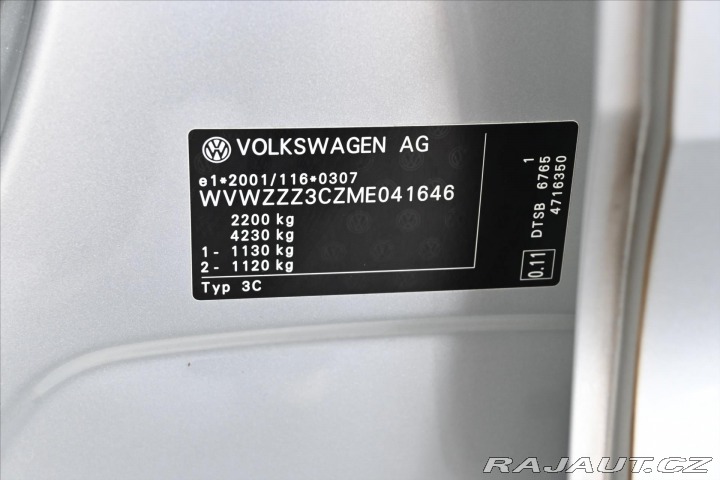 VOLKSWAGEN AG
e1*2001/116*0307
WVWZZZ3CZME041646
2200 kg
4230 kg
1 - 1130 kg
2 - 1120 kg
Typ 3C
DTSB 6765 1
4716350
0.11
RAJAUT.CZ